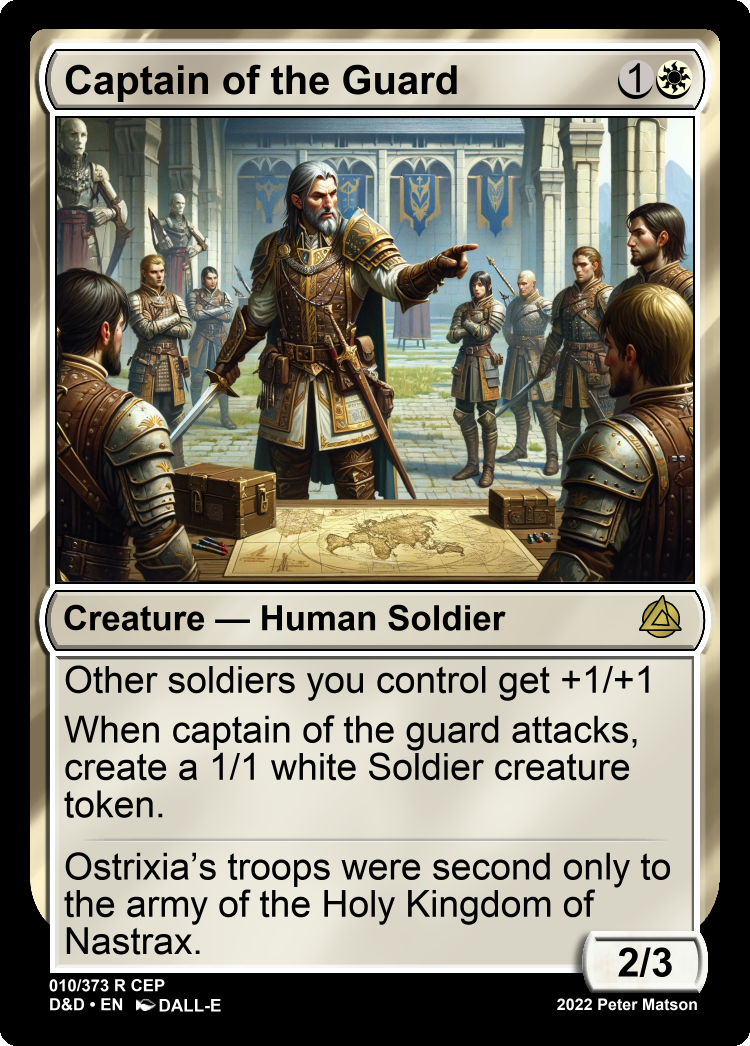 Captain of the Guard 1
Creature — Human Soldier
Other soldiers you control get +1/+1
When captain of the guard attacks,
create a 1/1 white Soldier creature
token.
Ostrixia's troops were second only to
the army of the Holy Kingdom of
Nastrax.
2/3
010/373 R CEP
D&D • EN DALL-E
2022 Peter Matson